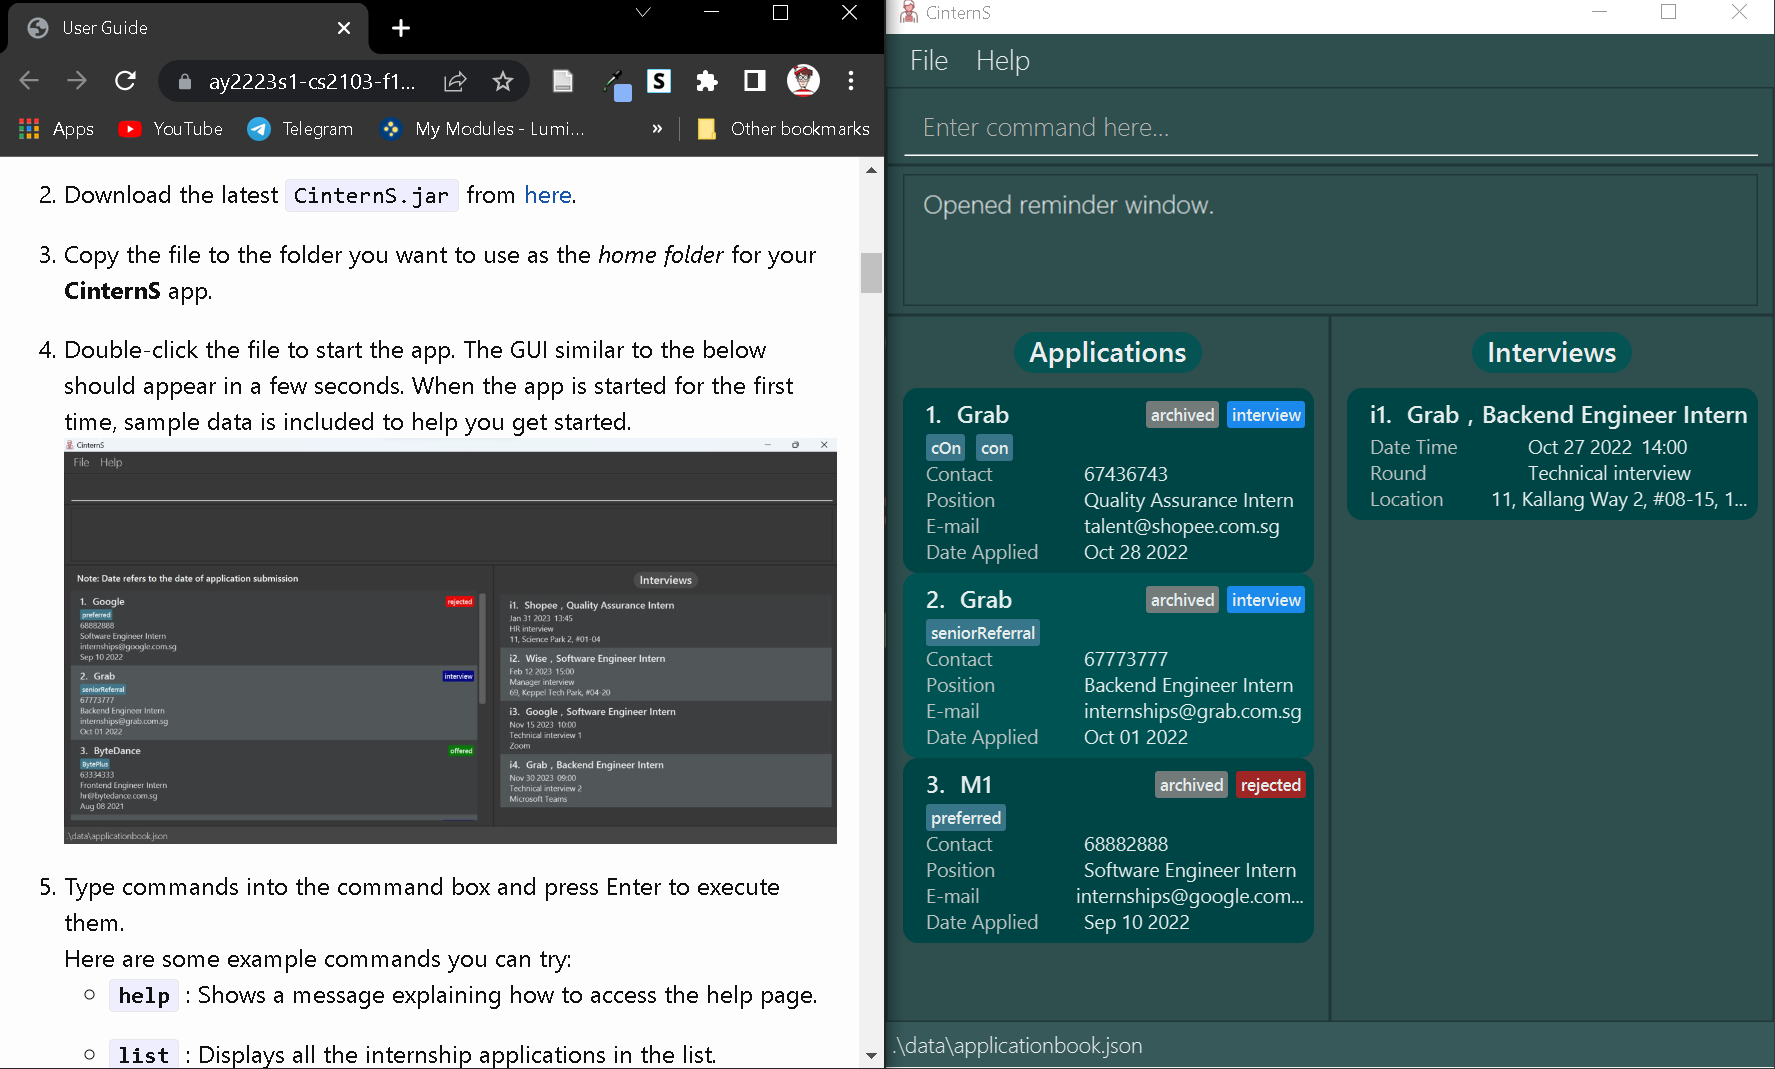 User Guide
ay2223s1-cs2103-f1...
S
Apps
YouTube
Telegram
My Modules - Lumi...
»
Other bookmarks
2. Download the latest CinternS.jar from here.
3. Copy the file to the folder you want to use as the home folder for your
CinternS app.
4. Double-click the file to start the app. The GUI similar to the below
should appear in a few seconds. When the app is started for the first
time, sample data is included to help you get started.
CinternS
File Help
Note: Date refers to the date of application submission
1. Google
rejected
preferred
68882888
Software Engineer Intern
internships@google.com.sg
Sep 10 2022
2. Grab
interview
seniorReferral
67773777
Backend Engineer Intern
internships@grab.com.sg
Oct 01 2022
3. ByteDance
offered
BytePlus
63334333
Frontend Engineer Intern
hr@bytedance.com.sg
Aug 08 2021
Interviews
i1. Shopee , Quality Assurance Intern
Jan 31 2023 13:45
HR interview
11, Science Park 2, #01-04
i2. Wise , Software Engineer Intern
Feb 12 2023 15:00
Manager interview
69, Keppel Tech Park, #04-20
i3. Google , Software Engineer Intern
Nov 15 2023 10:00
Technical interview 1
Zoom
i4. Grab , Backend Engineer Intern
Nov 30 2023 09:00
Technical interview 2
Microsoft Teams
.\data\applicationbook.json
5. Type commands into the command box and press Enter to execute
them.
Here are some example commands you can try:
help : Shows a message explaining how to access the help page.
list : Displays all the internship applications in the list.
CinternS
File Help
Enter command here...
Opened reminder window.
Applications
1. Grab
archived interview
cOn con
Contact 67436743
Position Quality Assurance Intern
E-mail talent@shopee.com.sg
Date Applied Oct 28 2022
2. Grab
archived interview
seniorReferral
Contact 67773777
Position Backend Engineer Intern
E-mail internships@grab.com.sg
Date Applied Oct 01 2022
3. M1
archived rejected
preferred
Contact 68882888
Position Software Engineer Intern
E-mail internships@google.com...
Date Applied Sep 10 2022
Interviews
i1. Grab , Backend Engineer Intern
Date Time Oct 27 2022 14:00
Round Technical interview
Location 11, Kallang Way 2, #08-15, 1...
.\data\applicationbook.json